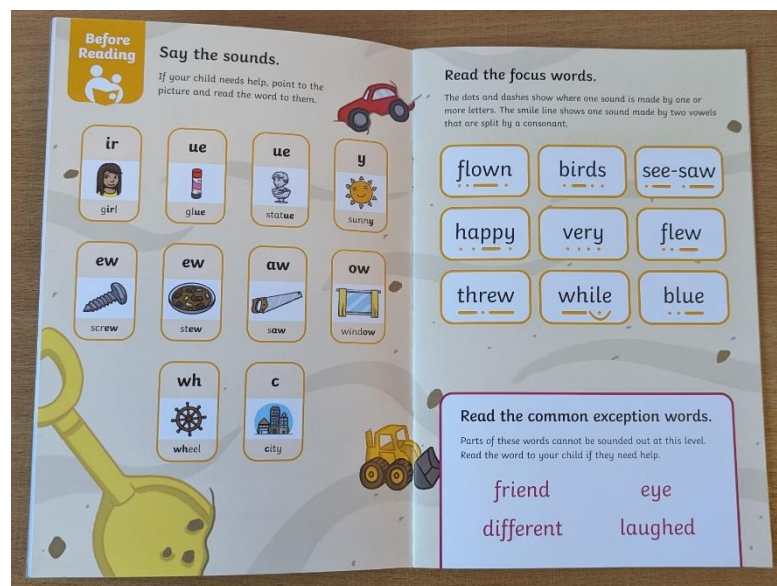 Before
Reading
Say the sounds.
If your child needs help, point to the
picture and read the word to them.
ir
girl
ue
glue
ue
statue
y
sunny
ew
screw
ew
stew
aw
saw
ow
window
wh
wheel
c
city
Read the focus words.
The dots and dashes show where one sound is made by one or
more letters. The smile line shows one sound made by two vowels
that are split by a consonant.
flown birds see-saw
happy very flew
threw while blue
Read the common exception words.
Parts of these words cannot be sounded out at this level.
Read the word to your child if they need help.
friend eye
different laughed